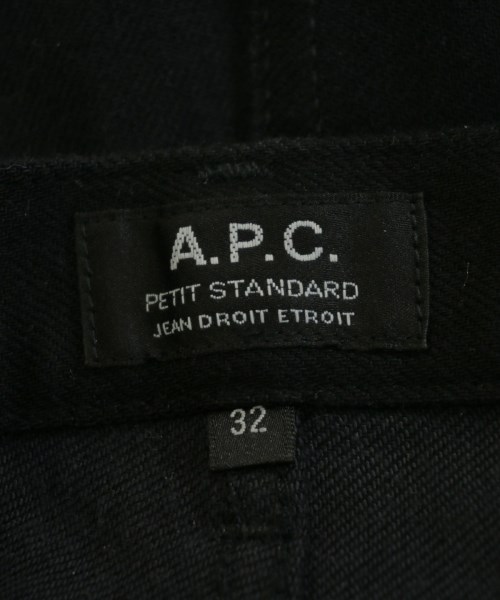 A.P.C.
PETIT STANDARD
JEAN DROIT ETROIT
32